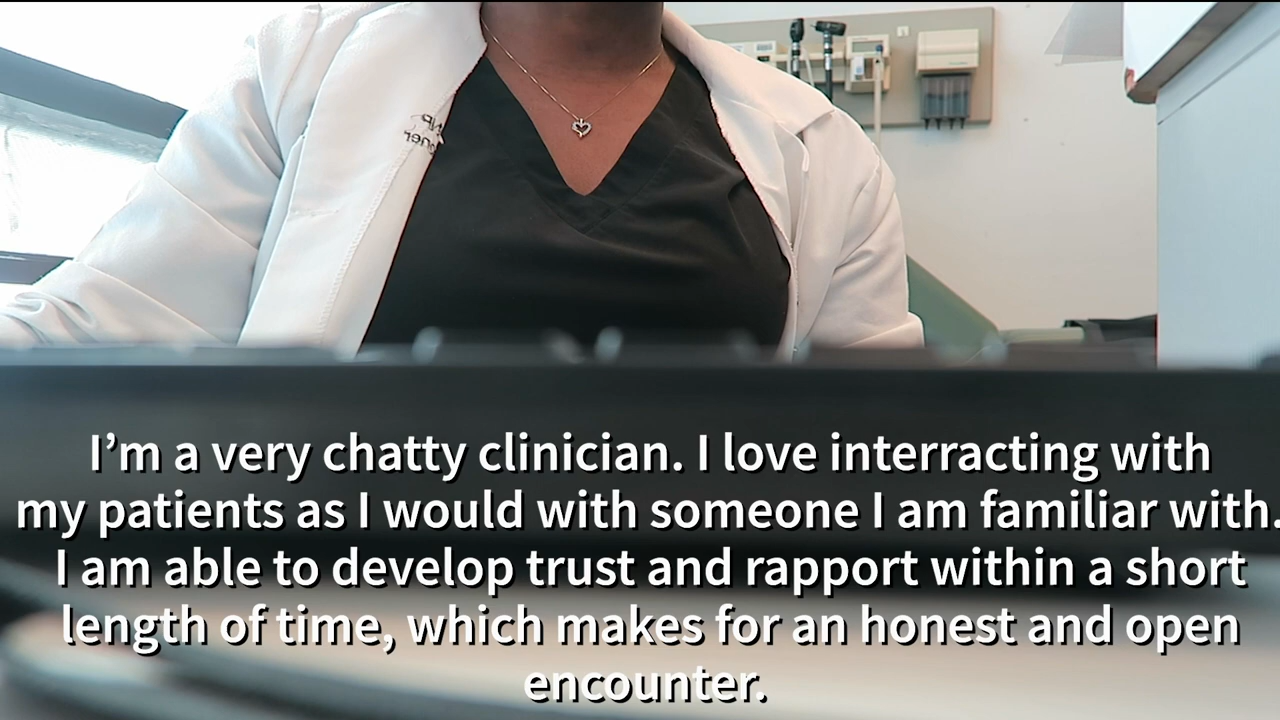 NP
I’m a very chatty clinician. I love interracting with
my patients as I would with someone I am familiar with.
I am able to develop trust and rapport within a short
length of time, which makes for an honest and open
encounter.